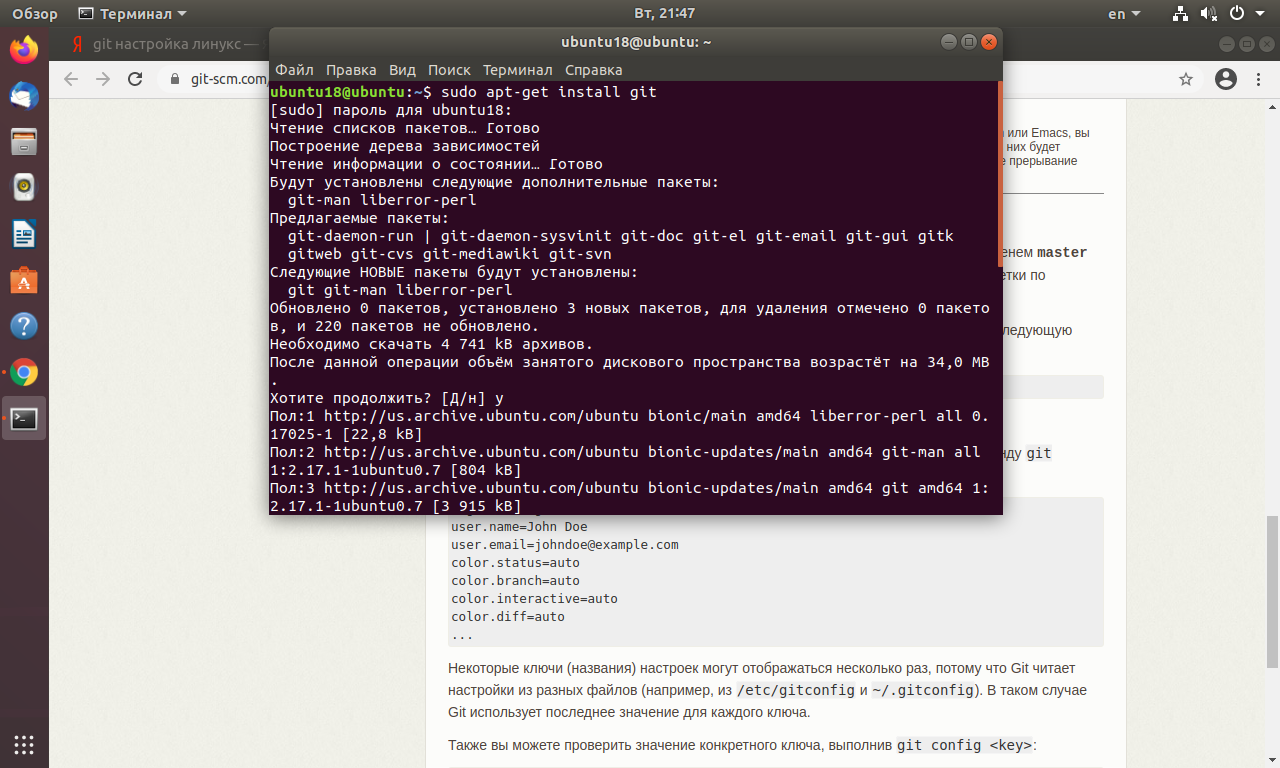 Обзор
Терминал
Вт, 21:47
en
git настройка линукс —
git-scm.com/
ubuntu18@ubuntu: ~
Файл Правка Вид Поиск Терминал Справка
ubuntu18@ubuntu:~$ sudo apt-get install git
[sudo] пароль для ubuntu18:
Чтение списков пакетов… Готово
Построение дерева зависимостей
Чтение информации о состоянии… Готово
Будут установлены следующие дополнительные пакеты:
git-man liberror-perl
Предлагаемые пакеты:
git-daemon-run | git-daemon-sysvinit git-doc git-el git-email git-gui gitk
gitweb git-cvs git-mediawiki git-svn
Следующие НОВЫЕ пакеты будут установлены:
git git-man liberror-perl
Обновлено 0 пакетов, установлено 3 новых пакетов, для удаления отмечено 0 пакето
в, и 220 пакетов не обновлено.
Необходимо скачать 4 741 kB архивов.
После данной операции объём занятого дискового пространства возрастёт на 34,0 MB
.
Хотите продолжить? [Д/н] y
Пол:1 http://us.archive.ubuntu.com/ubuntu bionic/main amd64 liberror-perl all 0.
17025-1 [22,8 kB]
Пол:2 http://us.archive.ubuntu.com/ubuntu bionic-updates/main amd64 git-man all
1:2.17.1-1ubuntu0.7 [804 kB]
Пол:3 http://us.archive.ubuntu.com/ubuntu bionic-updates/main amd64 git amd64 1:
2.17.1-1ubuntu0.7 [3 915 kB]
или Emacs, вы
них будет
прерывание
енем master
етки по
ледующую
нду git
user.name=John Doe
user.email=johndoe@example.com
color.status=auto
color.branch=auto
color.interactive=auto
color.diff=auto
...
Некоторые ключи (названия) настроек могут отображаться несколько раз, потому что Git читает
настройки из разных файлов (например, из /etc/gitconfig и ~/.gitconfig). В таком случае
Git использует последнее значение для каждого ключа.
Также вы можете проверить значение конкретного ключа, выполнив git config <key>: